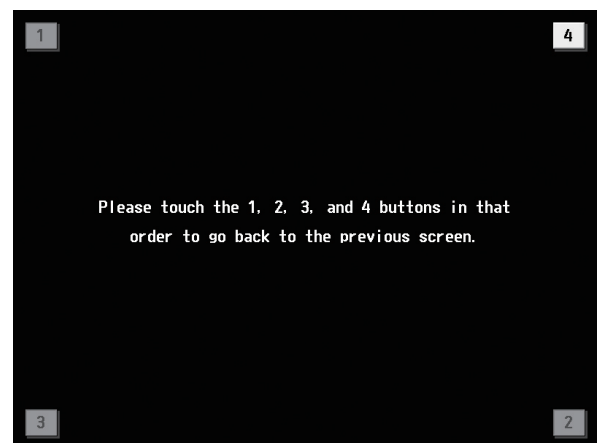 1
4
Please touch the 1, 2, 3, and 4 buttons in that
order to go back to the previous screen.
3
2